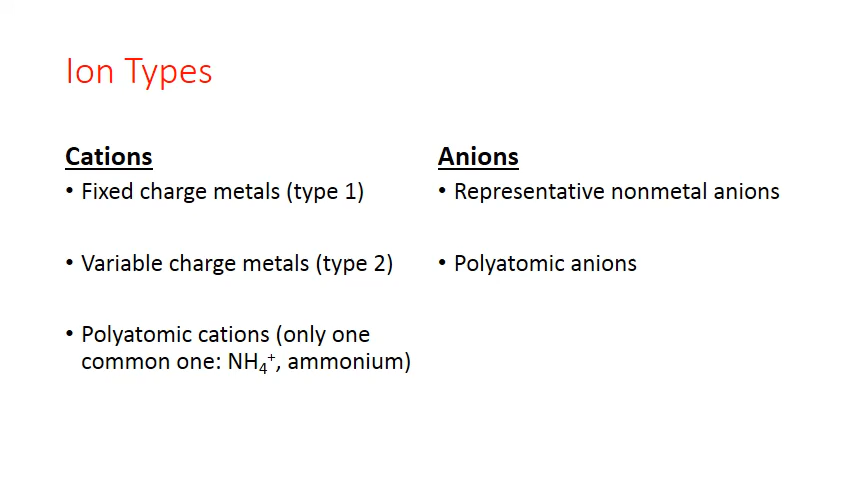 Ion Types
Cations
• Fixed charge metals (type 1)
• Variable charge metals (type 2)
• Polyatomic cations (only one
common one: NH₄⁺, ammonium)
Anions
• Representative nonmetal anions
• Polyatomic anions